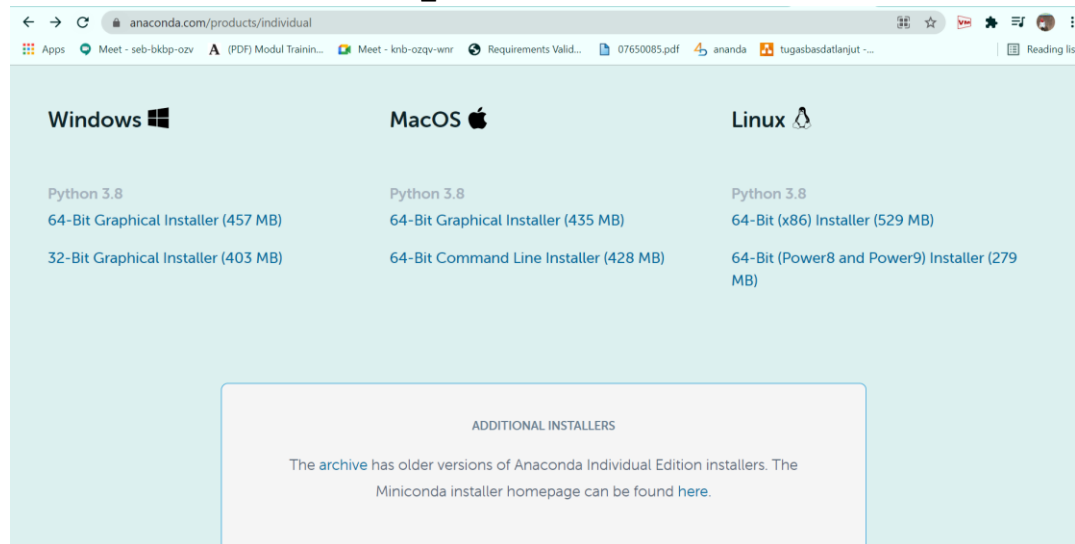 anaconda.com/products/individual
Apps
Meet - seb-bkbp-ozv
(PDF) Modul Trainin...
Meet - knb-ozqv-wnr
Requirements Valid...
07650085.pdf
ananda
tugasbasdatlanjut -...
Reading lis
Windows
MacOS
Linux
Python 3.8
64-Bit Graphical Installer (457 MB)
32-Bit Graphical Installer (403 MB)
Python 3.8
64-Bit Graphical Installer (435 MB)
64-Bit Command Line Installer (428 MB)
Python 3.8
64-Bit (x86) Installer (529 MB)
64-Bit (Power8 and Power9) Installer (279
MB)
ADDITIONAL INSTALLERS
The archive has older versions of Anaconda Individual Edition installers. The
Miniconda installer homepage can be found here.